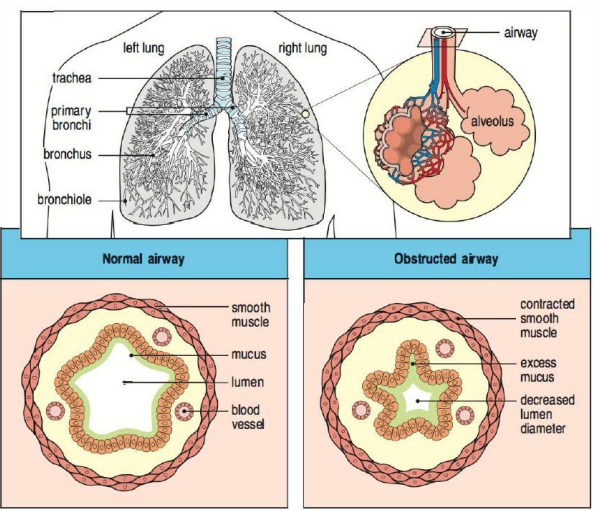 left lung
right lung
airway
trachea
primary
bronchi
alveolus
bronchus
bronchiole
Normal airway
smooth
muscle
mucus
lumen
blood
vessel
Obstructed airway
contracted
smooth
muscle
excess
mucus
decreased
lumen
diameter